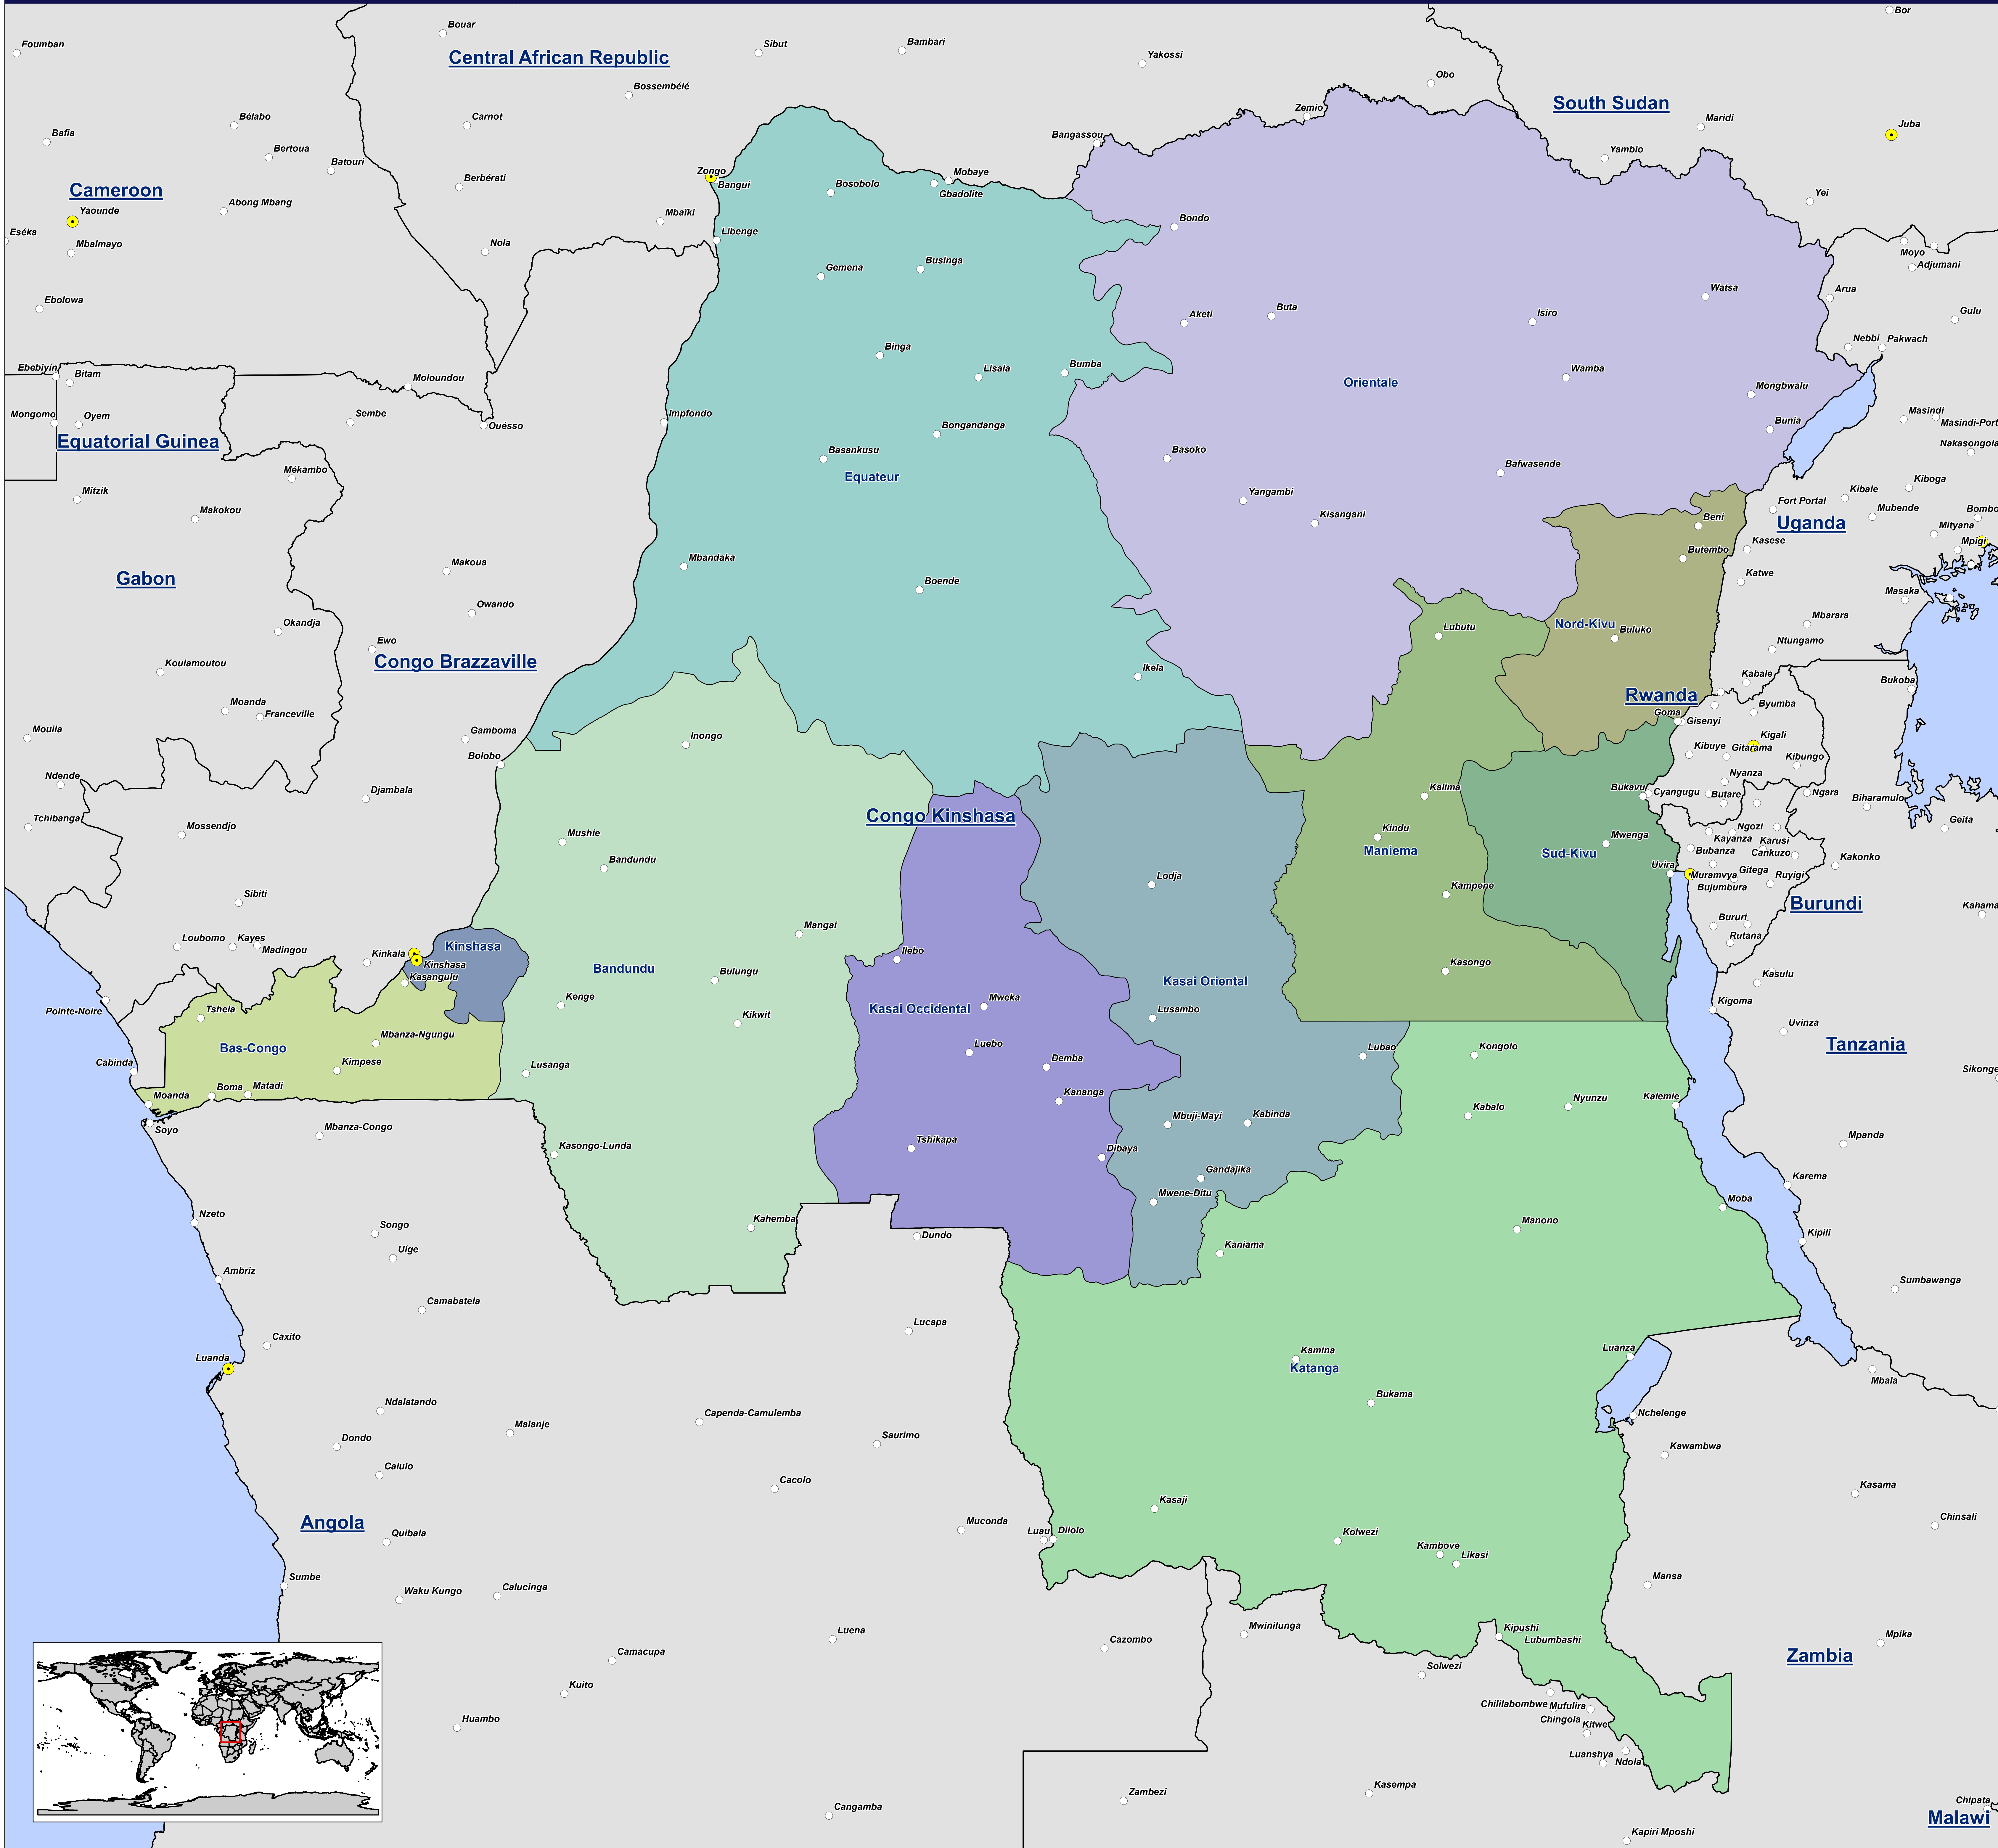 Bor
Bouar
Foumban
Sibut
Bambari
Central African Republic
Yakossi
Obo
Bossembélé
South Sudan
Zemio
Bélabo
Carnot
Maridi
Juba
Bafia
Bangassou
Bertoua
Batouri
Yambio
Zongo
Mobaye
Berbérati
Bangui
Bosobolo
Cameroon
Gbadolite
Yei
Abong Mbang
Yaounde
Mbaïki
Bondo
Eséka
Libenge
Mbalmayo
Nola
Moyo
Businga
Gemena
Adjumani
Watsa
Arua
Ebolowa
Buta
Gulu
Aketi
Isiro
Nebbi
Pakwach
Binga
Bumba
Ebebiyin
Lisala
Wamba
Bitam
Moloundou
Orientale
Mongbwalu
Mongomo
Oyem
Sembe
Impfondo
Masindi
Bunia
Masindi-Port
Ouésso
Bongandanga
Equatorial Guinea
Nakasongola
Basankusu
Basoko
Bafwasende
Mékambo
Equateur
Kiboga
Mitzik
Yangambi
Kibale
Fort Portal
Makokou
Kisangani
Mubende
Bombo
Beni
Uganda
Mityana
Kasese
Mpigi
Butembo
Mbandaka
Makoua
Katwe
Gabon
Boende
Masaka
Owando
Mbarara
Okandja
Lubutu
Nord-Kivu
Buluko
Ewo
Ntungamo
Koulamoutou
Congo Brazzaville
Ikela
Kabale
Bukoba
Rwanda
Moanda
Byumba
Franceville
Goma
Gisenyi
Mouila
Gamboma
Inongo
Kigali
Kibuye
Gitarama
Bolobo
Kibungo
Ndende
Nyanza
Djambala
Kalima
Bukavu
Cyangugu
Butare
Ngara
Biharamulo
Tchibanga
Congo Kinshasa
Geita
Mossendjo
Mushie
Kindu
Mwenga
Ngozi
Kayanza
Karusi
Maniema
Sud-Kivu
Bubanza
Cankuzo
Bandundu
Uvira
Kakonko
Lodja
Muramvya
Gitega
Ruyigi
Kampene
Bujumbura
Sibiti
Burundi
Kahama
Mangai
Bururi
Loubomo
Kayes
Rutana
Madingou
Kinshasa
Kinkala
Ilebo
Kinshasa
Kasongo
Bandundu
Bulungu
Kasangulu
Kasai Oriental
Kasulu
Kenge
Mweka
Kigoma
Pointe-Noire
Tshela
Kasai Occidental
Lusambo
Kikwit
Uvinza
Mbanza-Ngungu
Bas-Congo
Tanzania
Luebo
Lubao
Kongolo
Cabinda
Kimpese
Lusanga
Demba
Sikonge
Boma
Matadi
Moanda
Kananga
Kalemie
Nyunzu
Kabalo
Mbuji-Mayi
Kabinda
Soyo
Mbanza-Congo
Mpanda
Kasongo-Lunda
Tshikapa
Dibaya
Gandajika
Karema
Mwene-Ditu
Moba
Nzeto
Kahemba
Manono
Songo
Kipili
Dundo
Kaniama
Uíge
Ambriz
Sumbawanga
Camabatela
Lucapa
Caxito
Luanza
Kamina
Luanda
Katanga
Mbala
Bukama
Ndalatando
Nchelenge
Capenda-Camulemba
Malanje
Dondo
Saurimo
Kawambwa
Calulo
Cacolo
Kasama
Kasaji
Chinsali
Angola
Muconda
Luau
Dilolo
Quibala
Kolwezi
Kambove
Likasi
Sumbe
Mansa
Waku Kungo
Calucinga
Mwinilunga
Kipushi
Luena
Mpika
Cazombo
Lubumbashi
Camacupa
Zambia
Solwezi
Kuito
Chililabombwe
Mufulira
Huambo
Chingola
Kitwe
Luanshya
Ndola
Kasempa
Zambezi
Chipata
Cangamba
Malawi
Kapiri Mposhi